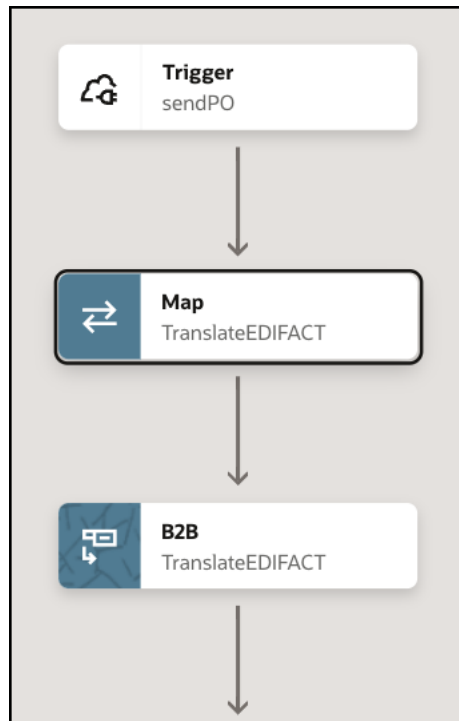 Trigger
sendPO
Map
TranslateEDIFACT
B2B
TranslateEDIFACT